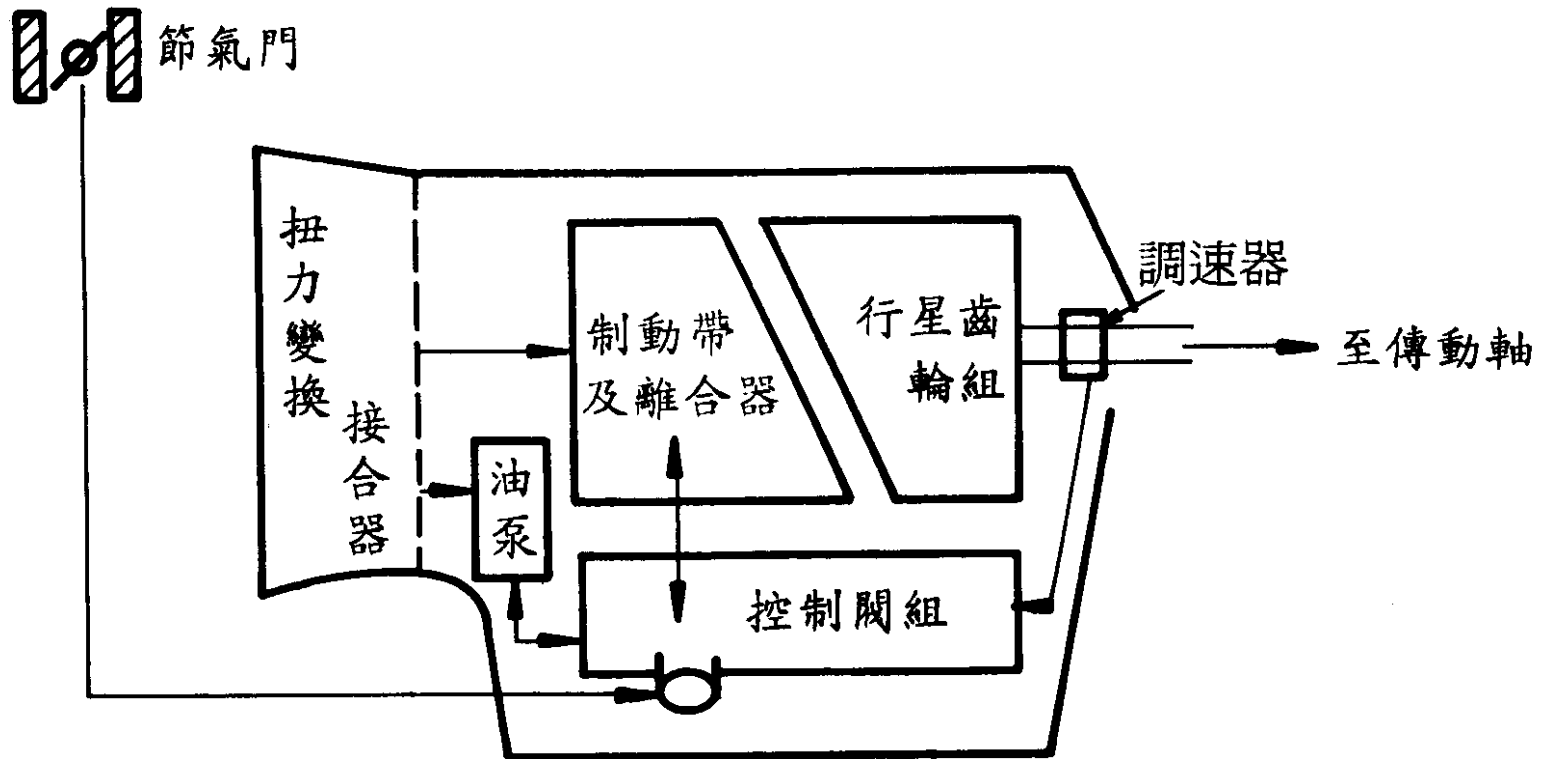 節氣門
扭力變換
接合器
油泵
制動帶
及離合器
行星齒
輪組
調速器
至傳動軸
控制閥組